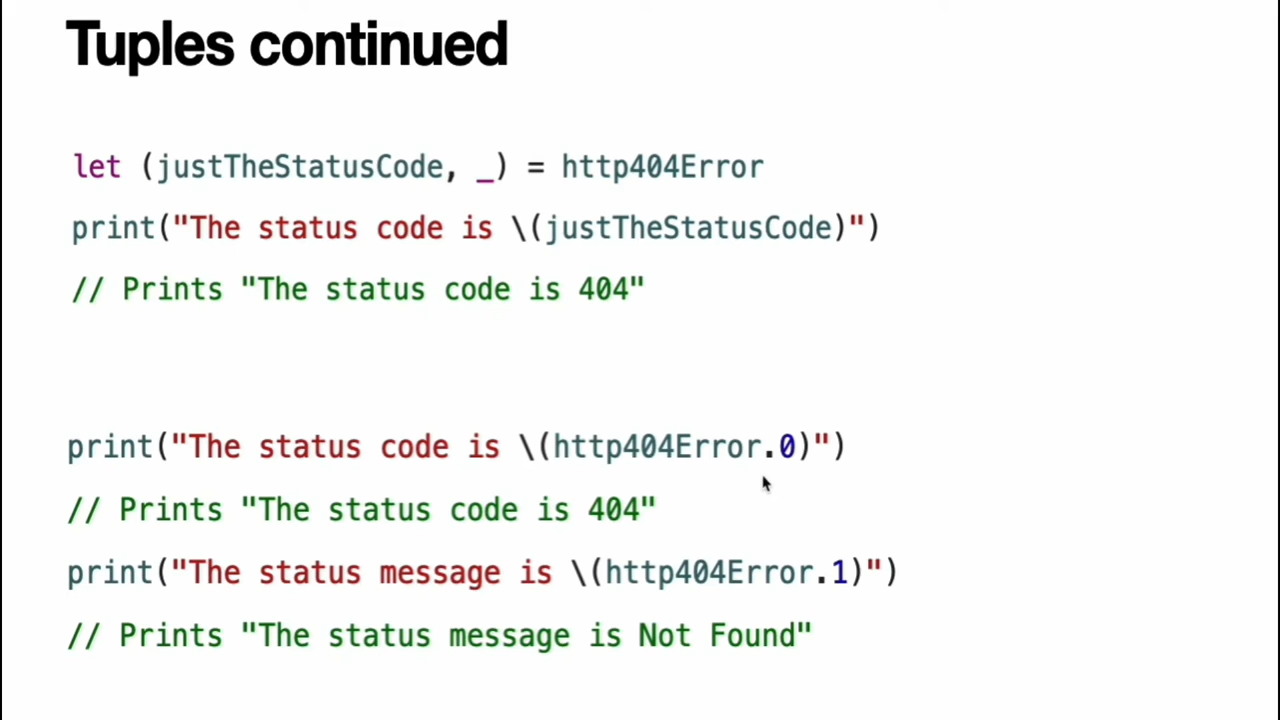 Tuples continued
let (justTheStatusCode, _) = http404Error
print("The status code is \(justTheStatusCode)")
// Prints "The status code is 404"
print("The status code is \(http404Error.0)")
// Prints "The status code is 404"
print("The status message is \(http404Error.1)")
// Prints "The status message is Not Found"